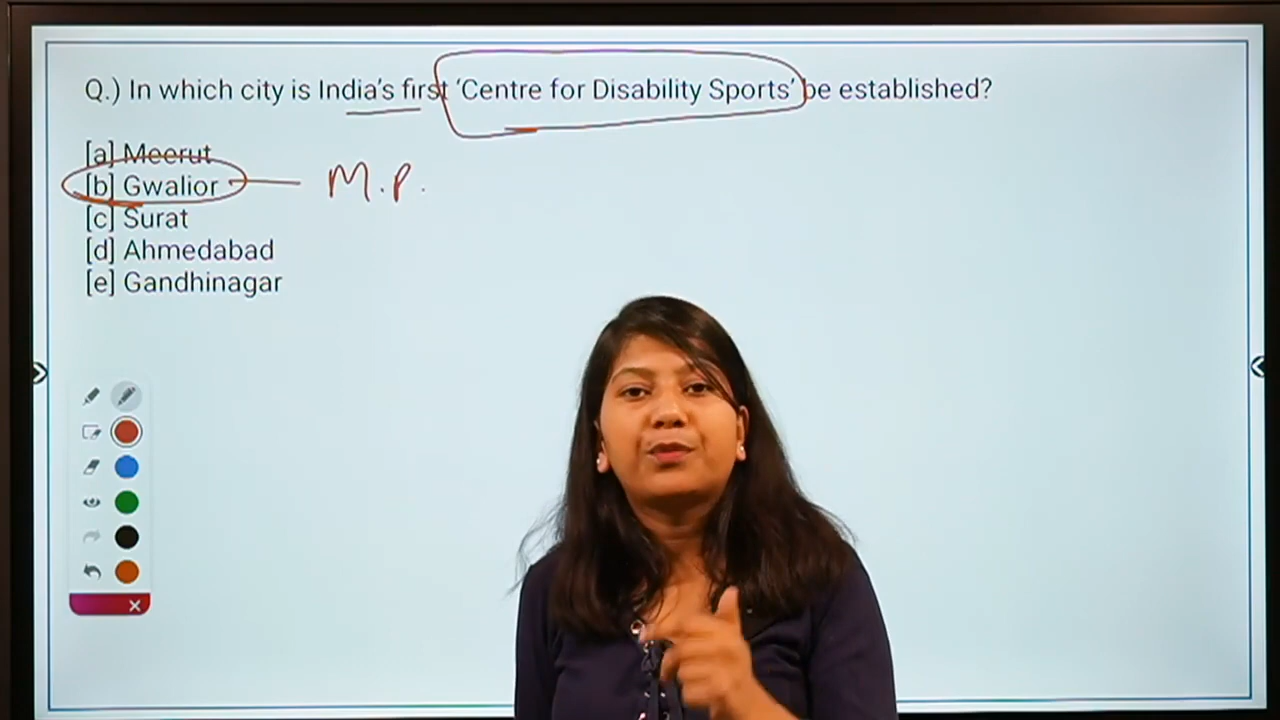 Q.) In which city is India's first ‘Centre for Disability Sports’ be established?
[a] Meerut
[b] Gwalior — M.P.
[c] Surat
[d] Ahmedabad
[e] Gandhinagar